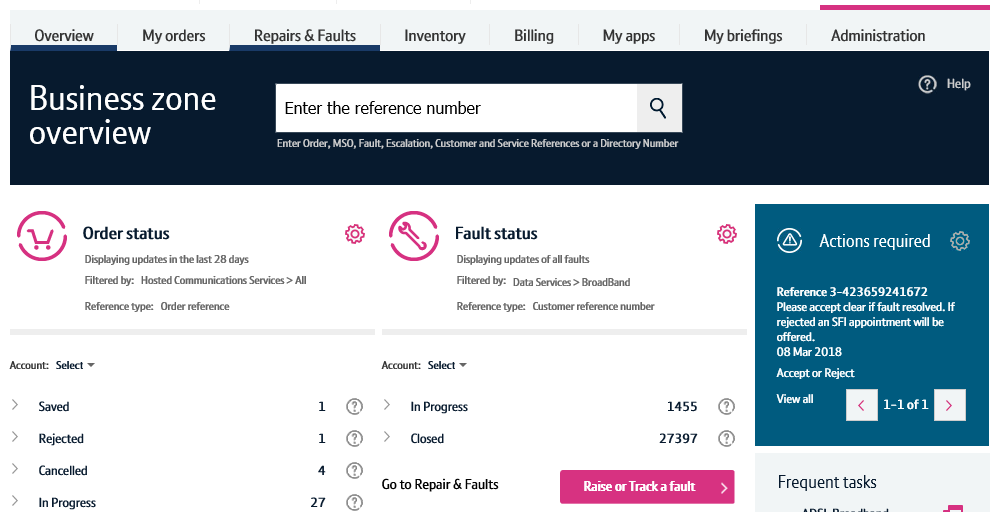 Overview My orders Repairs & Faults Inventory Billing My apps My briefings Administration
Business zone
overview
Enter the reference number
Help
Enter Order, MSO, Fault, Escalation, Customer and Service References or a Directory Number
Order status
Displaying updates in the last 28 days
Filtered by: Hosted Communications Services > All
Reference type: Order reference
Account: Select
Saved 1
Rejected 1
Cancelled 4
In Progress 27
Fault status
Displaying updates of all faults
Filtered by: Data Services > BroadBand
Reference type: Customer reference number
Account: Select
In Progress 1455
Closed 27397
Go to Repair & Faults
Raise or Track a fault
Actions required
Reference 3-423659241672
Please accept clear if fault resolved. If
rejected an SFI appointment will be
offered.
08 Mar 2018
Accept or Reject
View all
1-1 of 1
Frequent tasks
ADSL Broadband